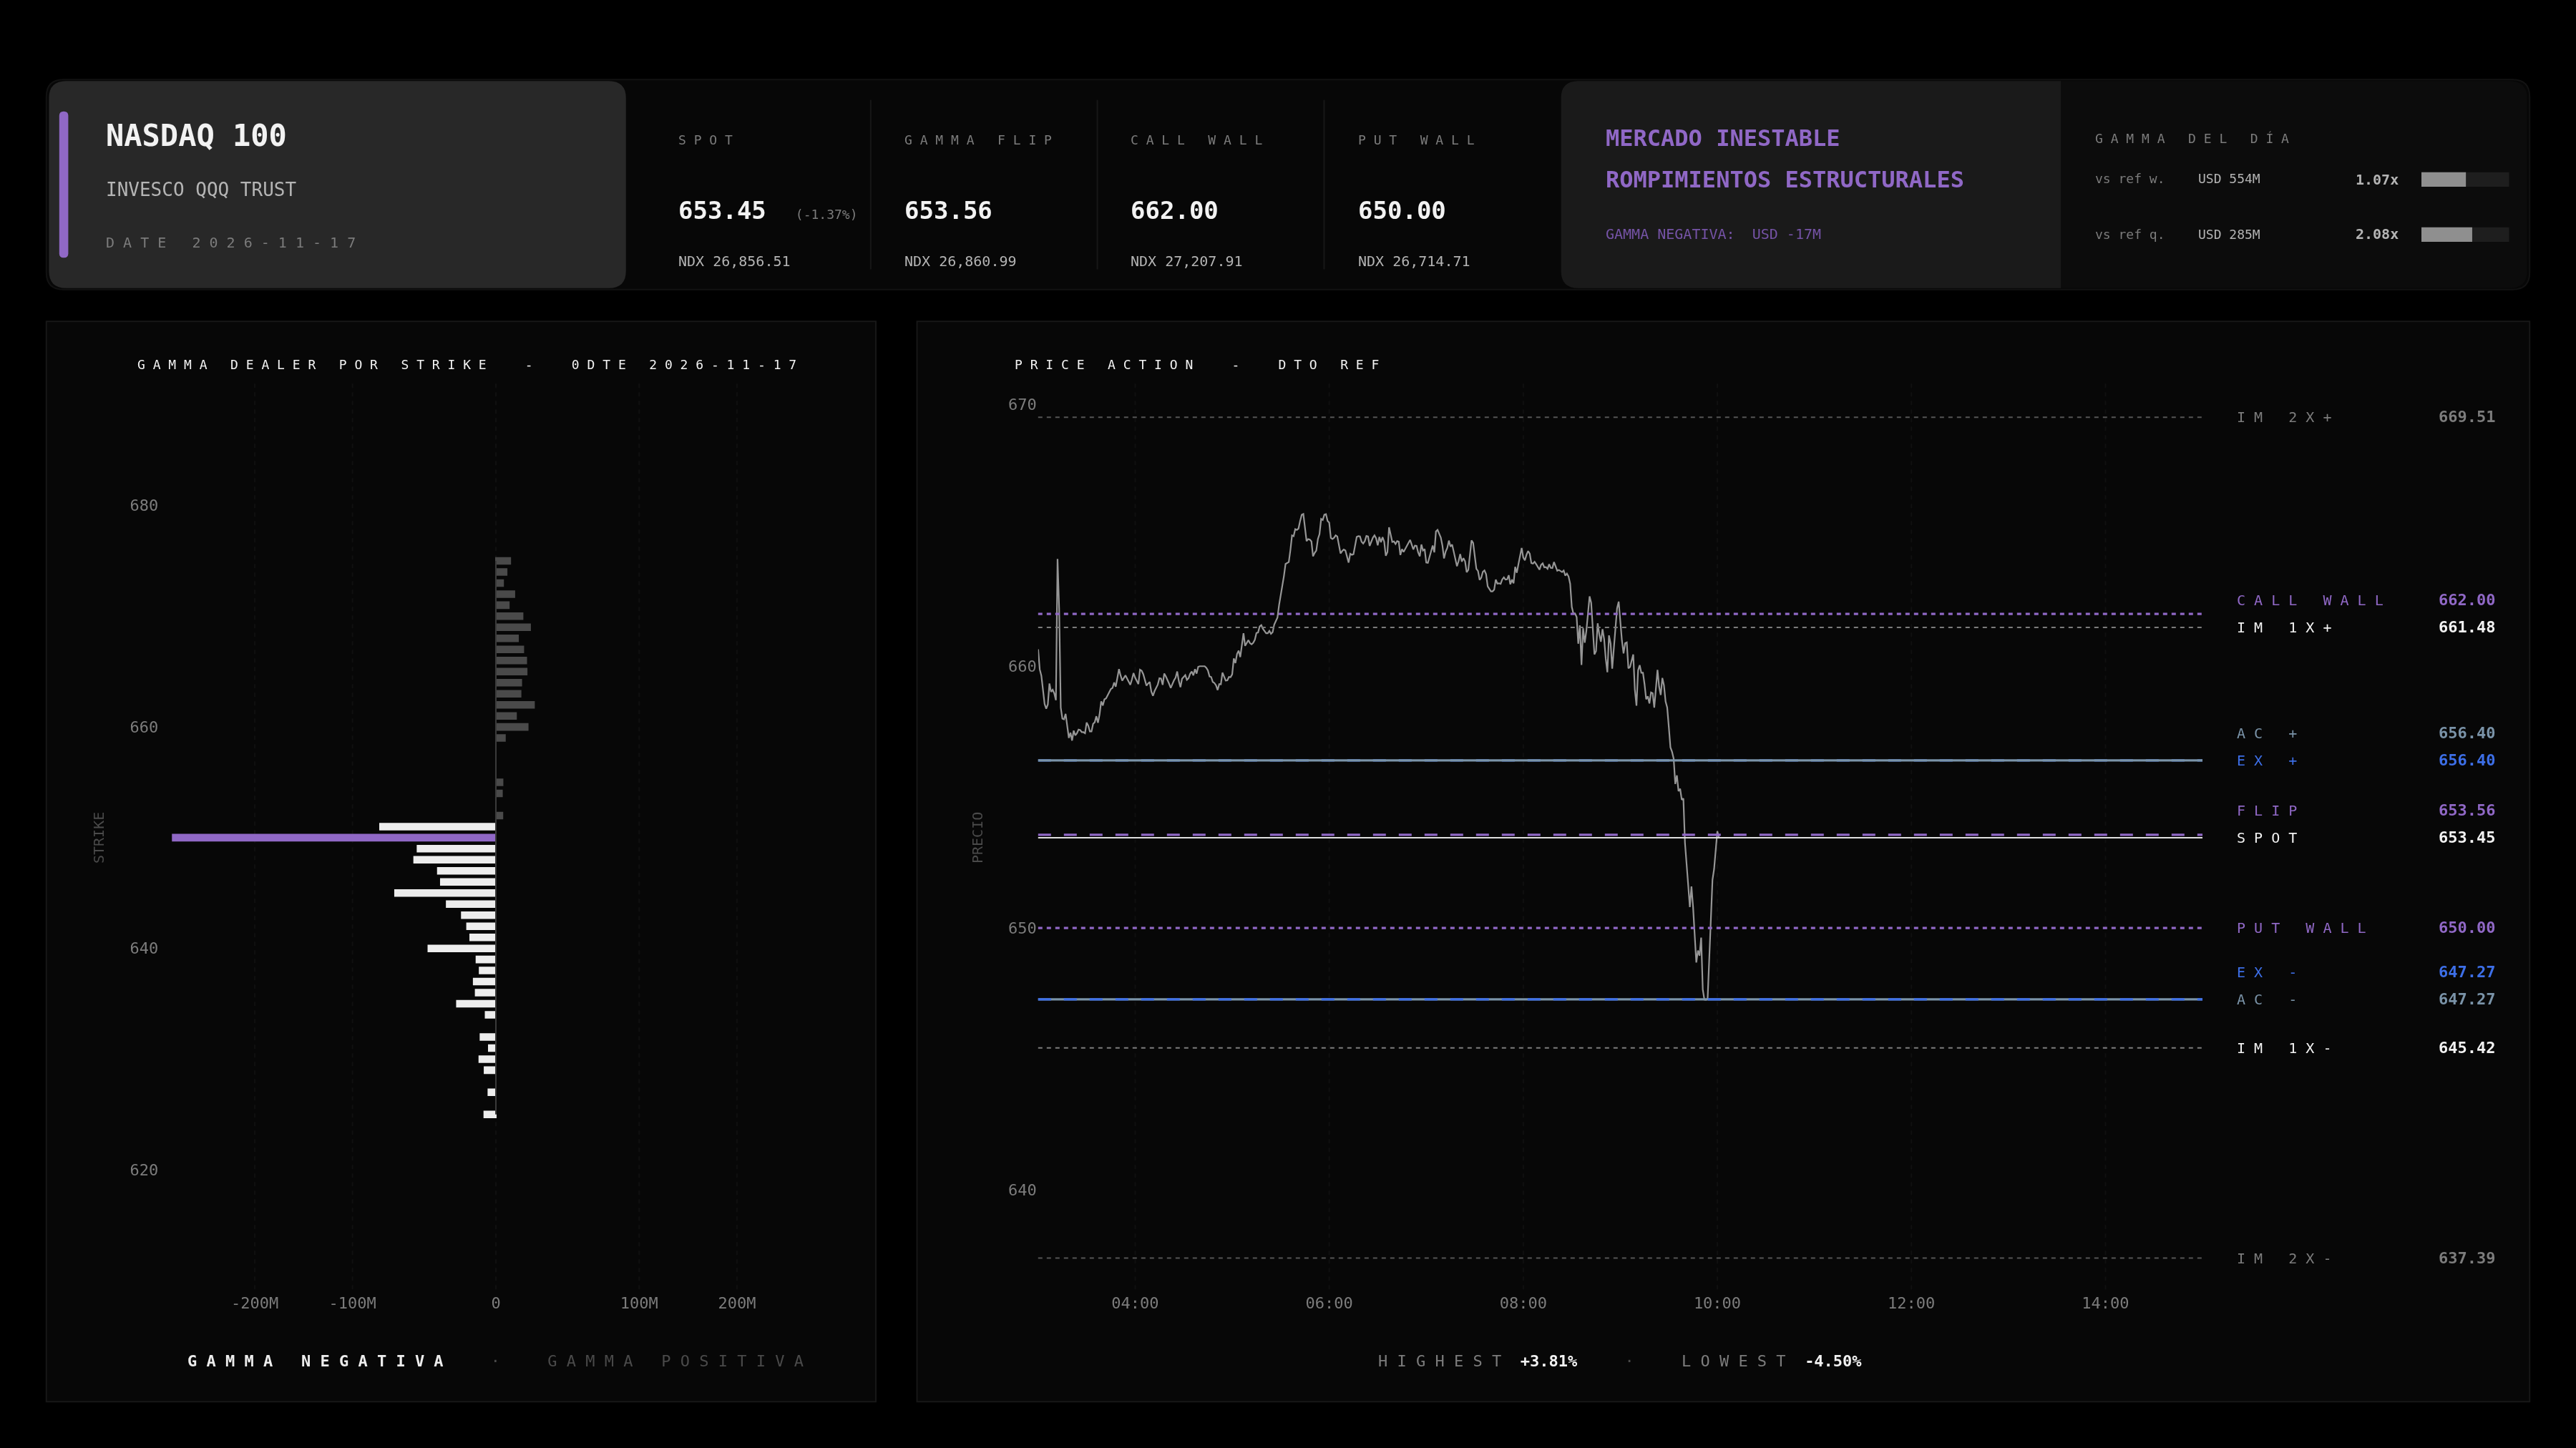 NASDAQ 100
INVESCO QQQ TRUST
DATE 2026-11-17
SPOT
653.45 (-1.37%)
NDX 26,856.51
GAMMA FLIP
653.56
NDX 26,860.99
CALL WALL
662.00
NDX 27,207.91
PUT WALL
650.00
NDX 26,714.71
MERCADO INESTABLE
ROMPIMIENTOS ESTRUCTURALES
GAMMA NEGATIVA: USD -17M
GAMMA DEL DÍA
vs ref w. USD 554M 1.07x
vs ref q. USD 285M 2.08x
GAMMA DEALER POR STRIKE - 0DTE 2026-11-17
STRIKE
680
660
640
620
-200M -100M 0 100M 200M
GAMMA NEGATIVA · GAMMA POSITIVA
PRICE ACTION - DTO REF
PRECIO
670
660
650
640
04:00 06:00 08:00 10:00 12:00 14:00
IM 2X+ 669.51
CALL WALL 662.00
IM 1X+ 661.48
AC + 656.40
EX + 656.40
FLIP 653.56
SPOT 653.45
PUT WALL 650.00
EX - 647.27
AC - 647.27
IM 1X- 645.42
IM 2X- 637.39
HIGHEST +3.81% · LOWEST -4.50%